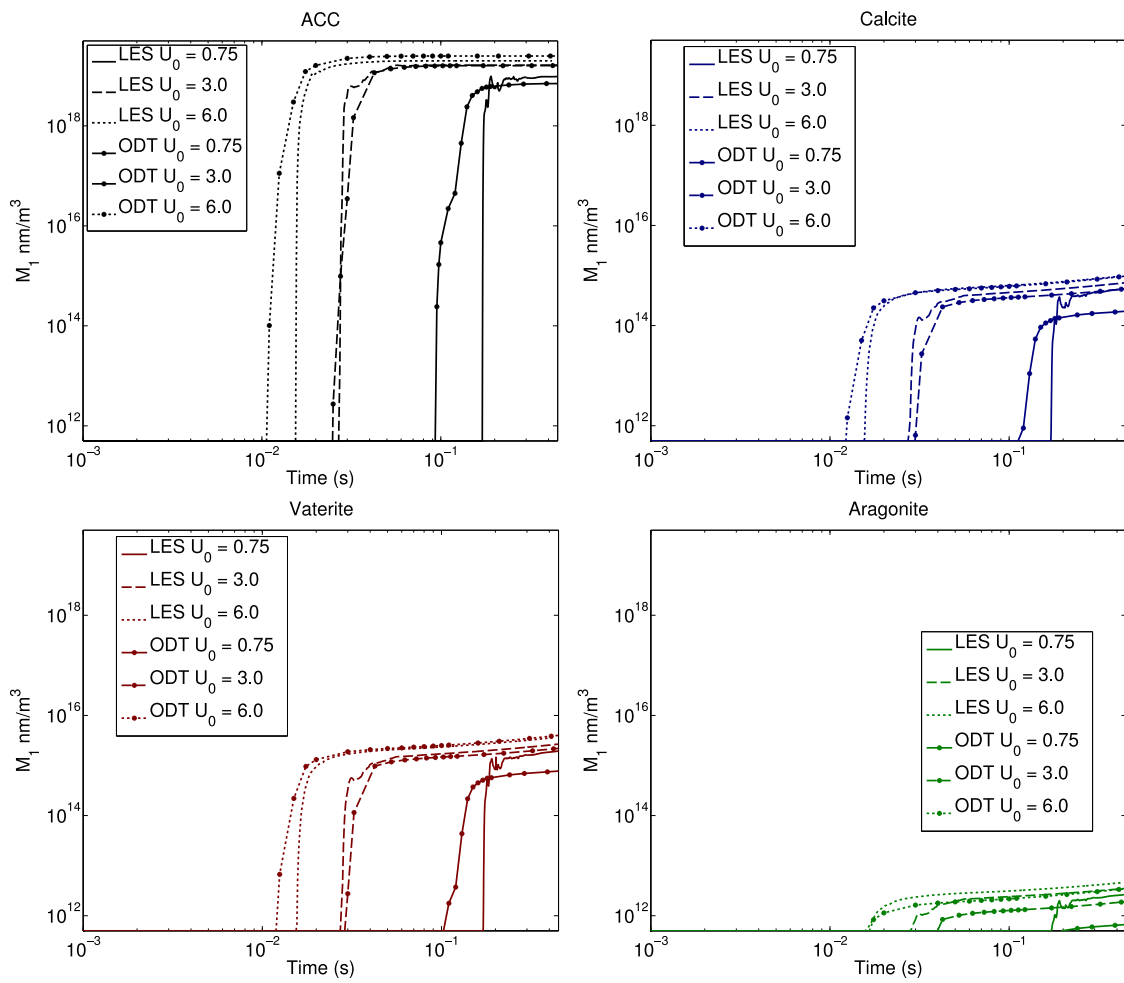 ACC
LES U0 = 0.75
LES U0 = 3.0
LES U0 = 6.0
ODT U0 = 0.75
ODT U0 = 3.0
ODT U0 = 6.0
10^18
10^16
10^14
10^12
M1 nm/m^3
10^-3
10^-2
10^-1
Time (s)
Calcite
LES U0 = 0.75
LES U0 = 3.0
LES U0 = 6.0
ODT U0 = 0.75
ODT U0 = 3.0
ODT U0 = 6.0
10^18
10^16
10^14
10^12
M1 nm/m^3
10^-3
10^-2
10^-1
Time (s)
Vaterite
LES U0 = 0.75
LES U0 = 3.0
LES U0 = 6.0
ODT U0 = 0.75
ODT U0 = 3.0
ODT U0 = 6.0
10^18
10^16
10^14
10^12
M1 nm/m^3
10^-3
10^-2
10^-1
Time (s)
Aragonite
LES U0 = 0.75
LES U0 = 3.0
LES U0 = 6.0
ODT U0 = 0.75
ODT U0 = 3.0
ODT U0 = 6.0
10^18
10^16
10^14
10^12
M1 nm/m^3
10^-3
10^-2
10^-1
Time (s)